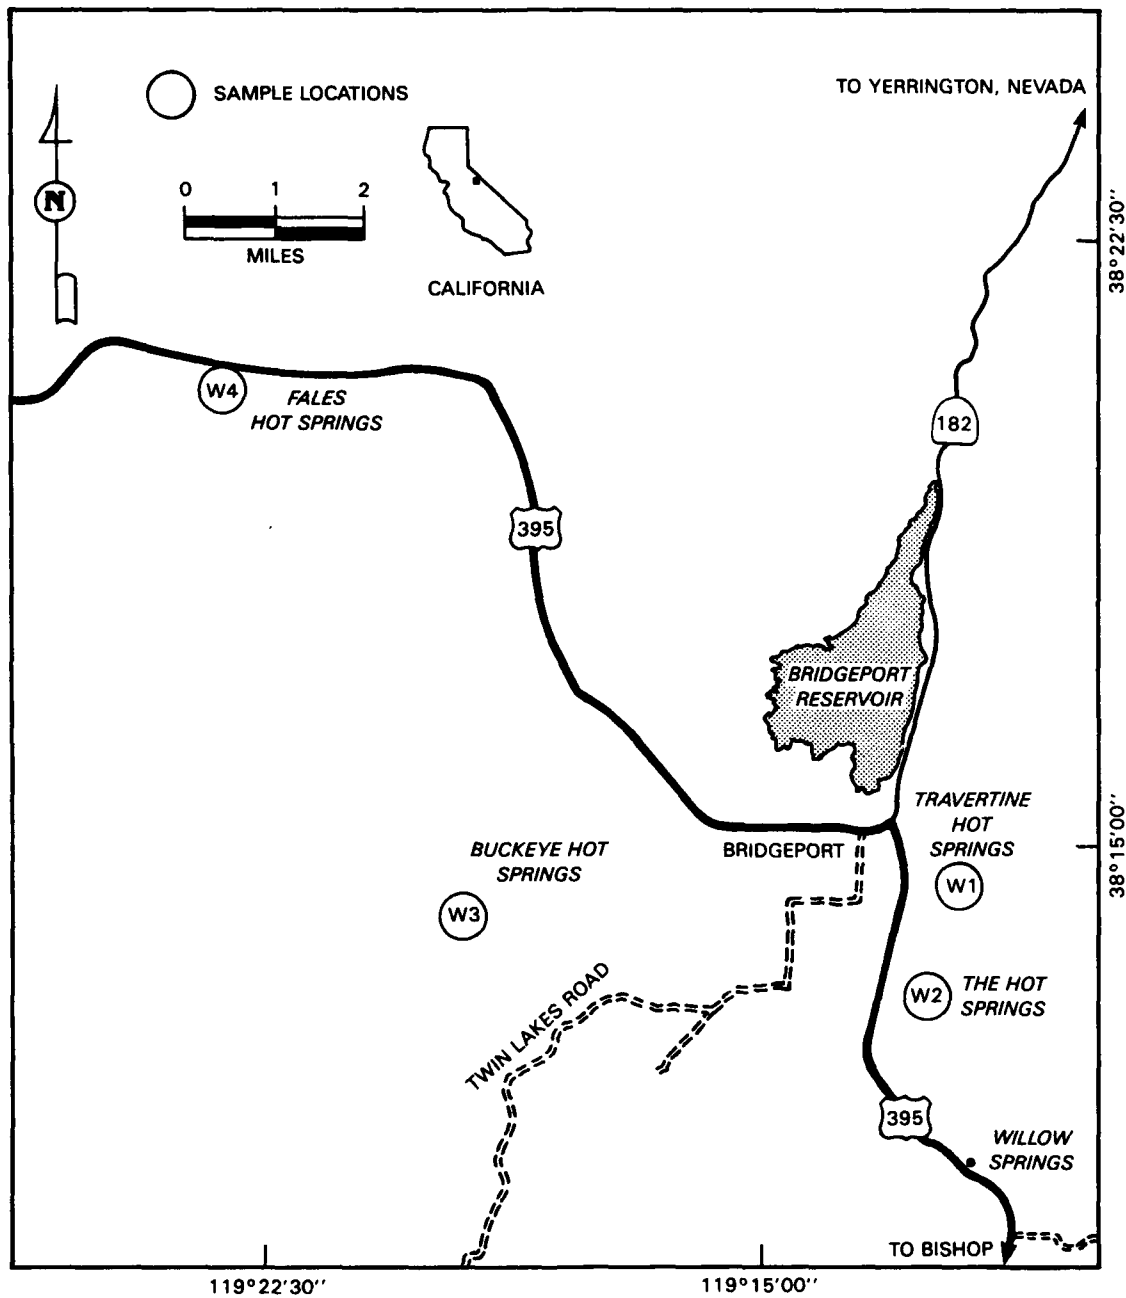 TO YERRINGTON, NEVADA
SAMPLE LOCATIONS
N
0 1 2
MILES
CALIFORNIA
38°22'30''
W4
FALES
HOT SPRINGS
182
395
BRIDGEPORT
RESERVOIR
TRAVERTINE
HOT
SPRINGS
38°15'00''
BRIDGEPORT
BUCKEYE HOT
SPRINGS
W1
W3
TWIN LAKES ROAD
W2
THE HOT
SPRINGS
395
WILLOW
SPRINGS
TO BISHOP
119°22'30''
119°15'00''